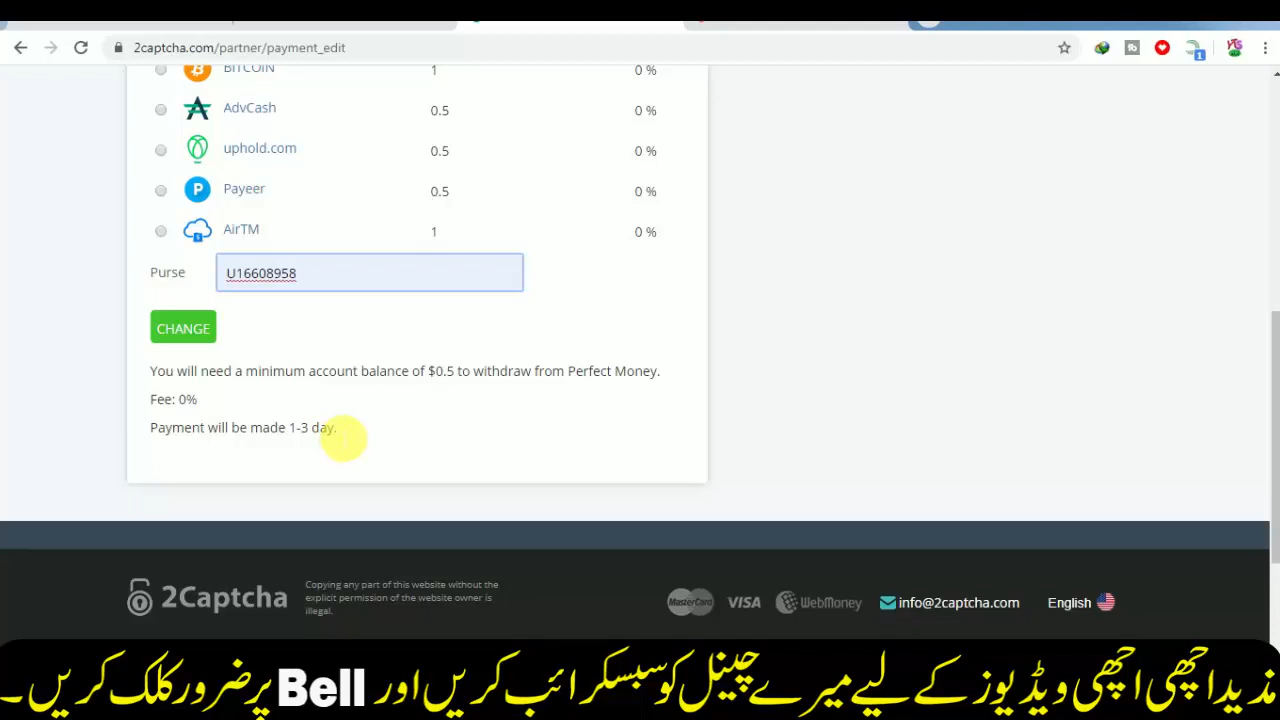 2captcha.com/partner/payment_edit
BITCOIN 1 0 %
AdvCash 0.5 0 %
uphold.com 0.5 0 %
P Payeer 0.5 0 %
AirTM 1 0 %
Purse U16608958
CHANGE
You will need a minimum account balance of $0.5 to withdraw from Perfect Money.
Fee: 0%
Payment will be made 1-3 day.
2Captcha
Copying any part of this website without the
explicit permission of the website owner is
illegal.
MasterCard VISA WebMoney info@2captcha.com English
مذید اچھی اچھی ویڈیوز کے لیے میرے چینل کو سبسکرائب کریں اور Bell پر ضرور کلک کریں۔